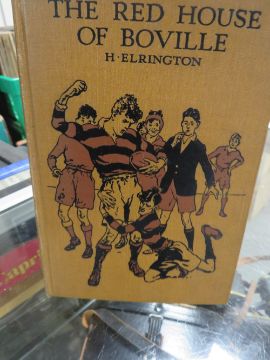 THE RED HOUSE
OF BOVILLE
H·ELRINGTON